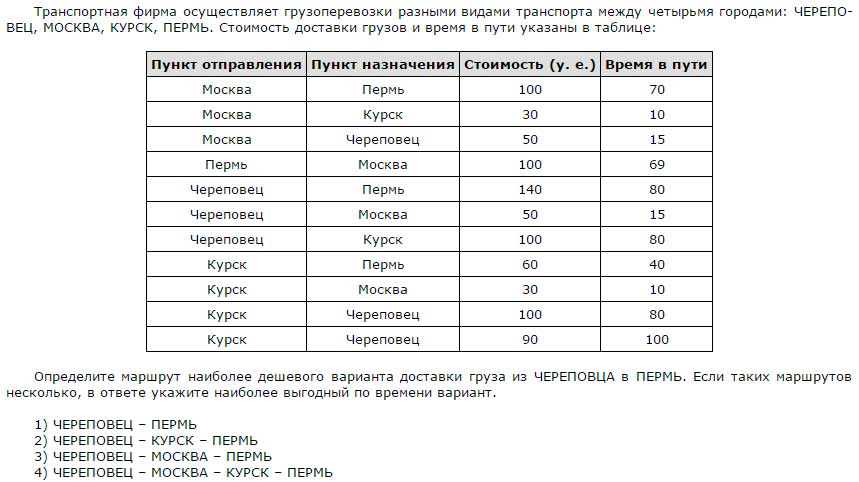 Транспортная фирма осуществляет грузоперевозки разными видами транспорта между четырьмя городами: ЧЕРЕПО-
ВЕЦ, МОСКВА, КУРСК, ПЕРМЬ. Стоимость доставки грузов и время в пути указаны в таблице:
Пункт отправления Пункт назначения Стоимость (у. е.) Время в пути
Москва Пермь 100 70
Москва Курск 30 10
Москва Череповец 50 15
Пермь Москва 100 69
Череповец Пермь 140 80
Череповец Москва 50 15
Череповец Курск 100 80
Курск Пермь 60 40
Курск Москва 30 10
Курск Череповец 100 80
Курск Череповец 90 100
Определите маршрут наиболее дешевого варианта доставки груза из ЧЕРЕПОВЦА в ПЕРМЬ. Если таких маршрутов
несколько, в ответе укажите наиболее выгодный по времени вариант.
1) ЧЕРЕПОВЕЦ – ПЕРМЬ
2) ЧЕРЕПОВЕЦ – КУРСК – ПЕРМЬ
3) ЧЕРЕПОВЕЦ – МОСКВА – ПЕРМЬ
4) ЧЕРЕПОВЕЦ – МОСКВА – КУРСК – ПЕРМЬ